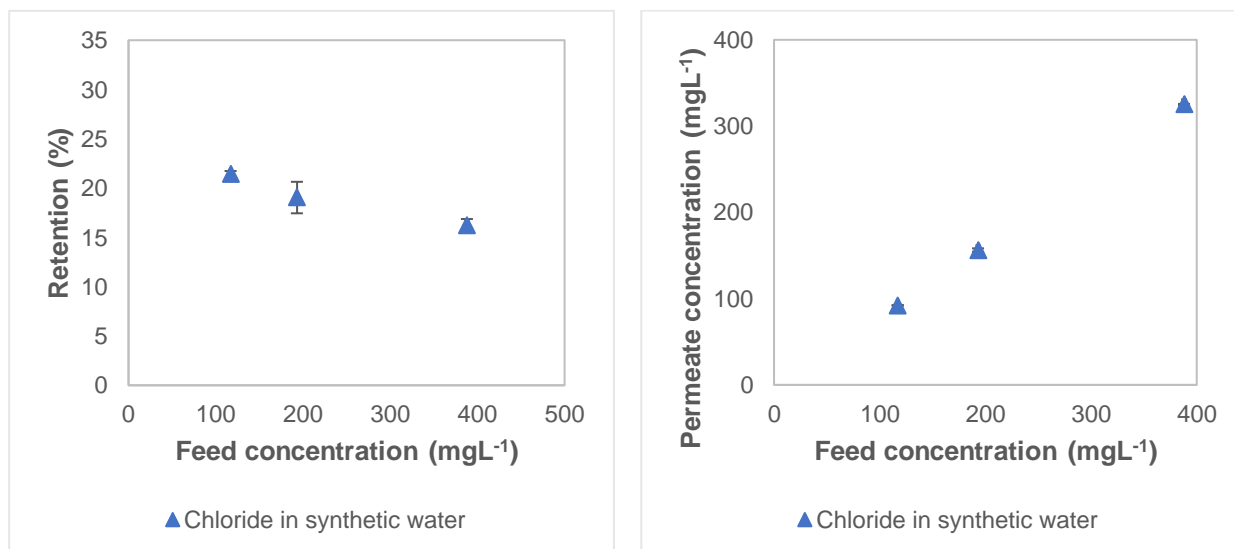 35
30
25
20
15
10
5
0
Retention (%)
0 100 200 300 400 500
Feed concentration (mgL-1)
Chloride in synthetic water
400
300
200
100
0
Permeate concentration (mgL-1)
0 100 200 300 400
Feed concentration (mgL-1)
Chloride in synthetic water